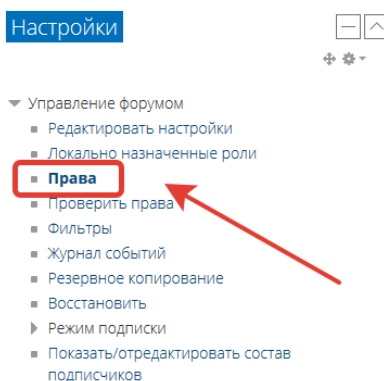 Настройки
Управление форумом
Редактировать настройки
Локально назначенные роли
Права
Проверить права
Фильтры
Журнал событий
Резервное копирование
Восстановить
Режим подписки
Показать/отредактировать состав
подписчиков